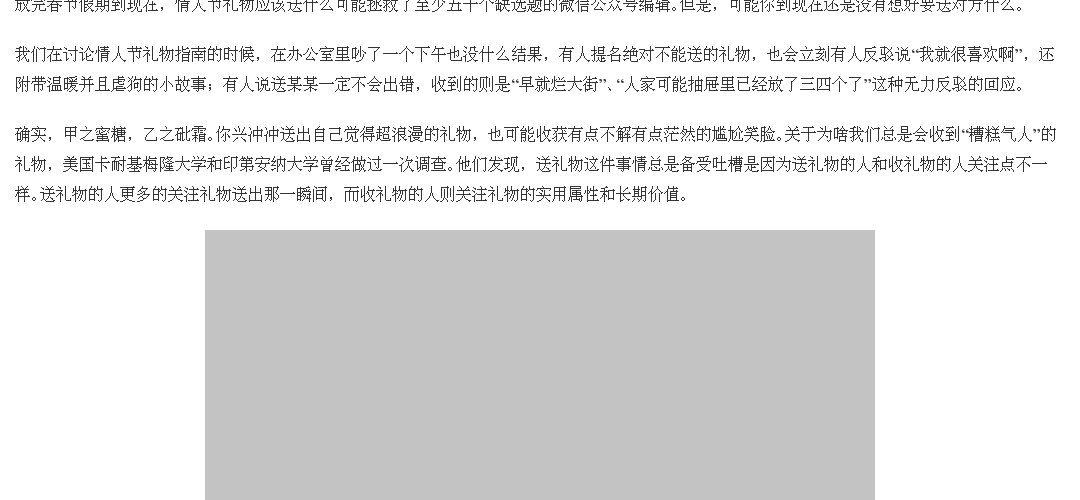 放完春节假期到现在，情人节礼物应该送什么可能拯救了至少五十个缺选题的微信公众号编辑。但是，可能你到现在还是没有想好要送对方什么。
我们在讨论情人节礼物指南的时候，在办公室里吵了一个下午也没什么结果，有人提名绝对不能送的礼物，也会立刻有人反驳说“我就很喜欢啊”，还
附带温暖并且虐狗的小故事；有人说送某某一定不会出错，收到的则是“早就烂大街”、“人家可能抽屉里已经放了三四个了”这种无力反驳的回应。
确实，甲之蜜糖，乙之砒霜。你兴冲冲送出自己觉得超浪漫的礼物，也可能收获有点不解有点茫然的尴尬笑脸。关于为啥我们总是会收到“糟糕气人”的
礼物，美国卡耐基梅隆大学和印第安纳大学曾经做过一次调查。他们发现，送礼物这件事情总是备受吐槽是因为送礼物的人和收礼物的人关注点不一
样。送礼物的人更多的关注礼物送出那一瞬间，而收礼物的人则关注礼物的实用属性和长期价值。